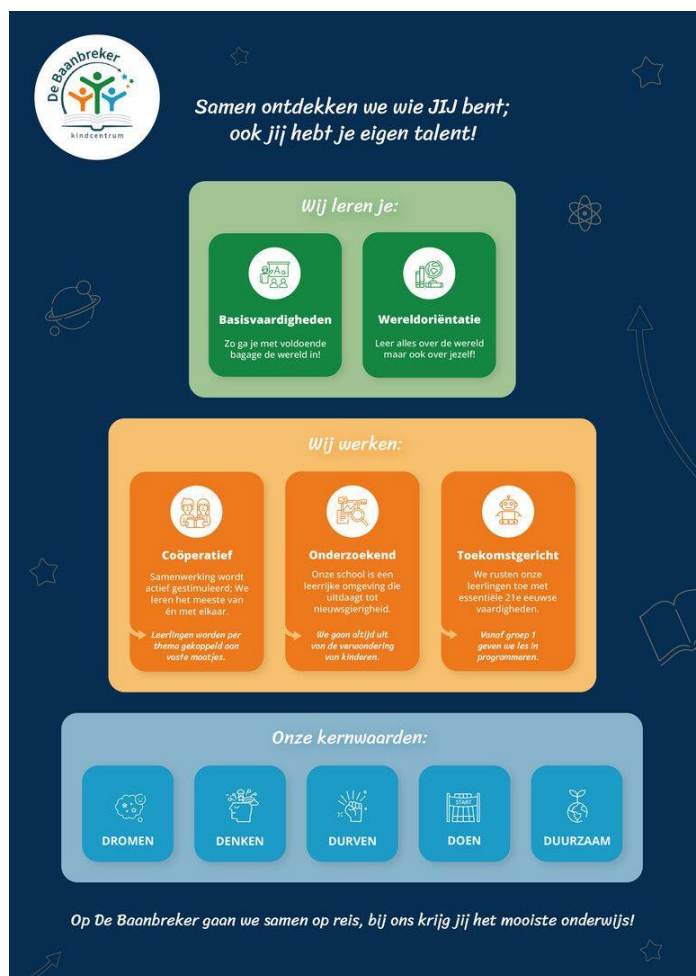 De Baanbreker
kindcentrum
Samen ontdekken we wie JIJ bent;
ook jij hebt je eigen talent!
Wij leren je:
Aa
Basisvaardigheden
Zo ga je met voldoende
bagage de wereld in!
Wereldoriëntatie
Leer alles over de wereld
maar ook over jezelf!
Wij werken:
Coöperatief
Samenwerking wordt
actief gestimuleerd; We
leren het meeste van
én met elkaar.
Leerlingen worden per
thema gekoppeld aan
vaste maatjes.
Onderzoekend
Onze school is een
leerrijke omgeving die
uitdaagt tot
nieuwsgierigheid.
We gaan altijd uit
van de verwondering
van kinderen.
Toekomstgericht
We rusten onze
leerlingen toe met
essentiële 21e eeuwse
vaardigheden.
Vanaf groep 1
geven we les in
programmeren.
Onze kernwaarden:
DROMEN
DENKEN
DURVEN
START
DOEN
DUURZAAM
Op De Baanbreker gaan we samen op reis, bij ons krijg jij het mooiste onderwijs!